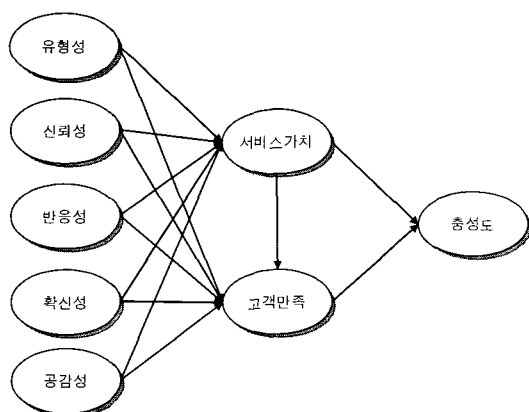 유형성
신뢰성
반응성
확신성
공감성
서비스가치
고객만족
충성도